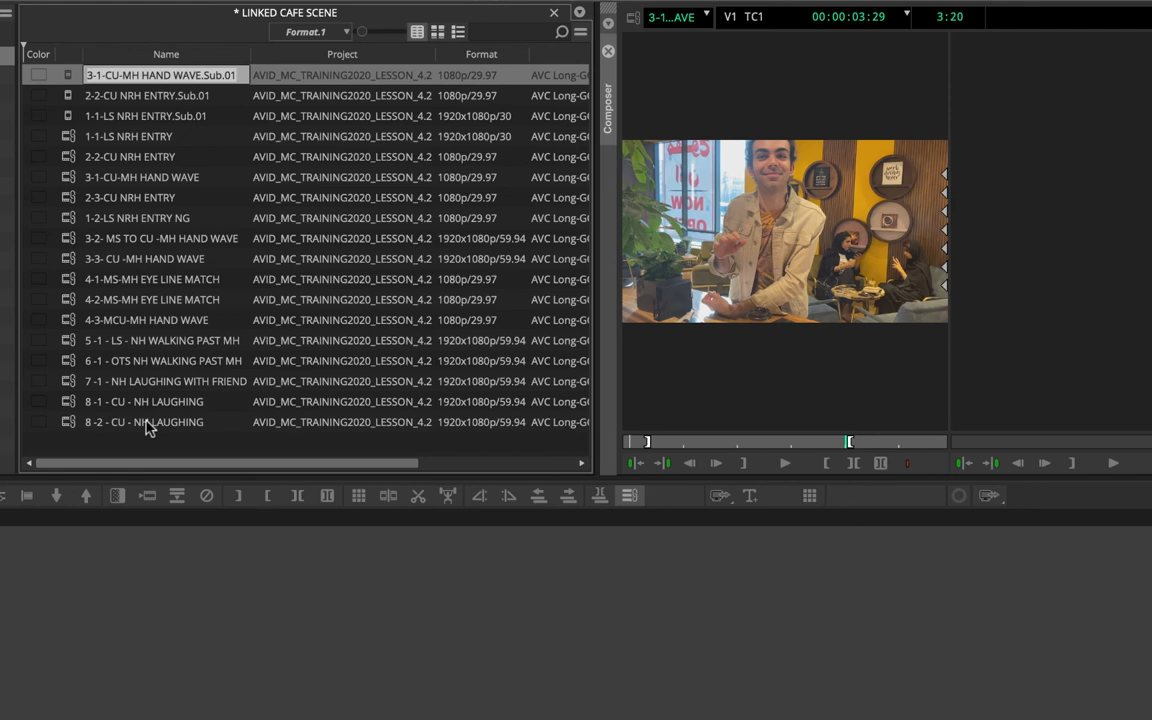 * LINKED CAFE SCENE
Format.1
Color Name Project Format
3-1-CU-MH HAND WAVE.Sub.01 AVID_MC_TRAINING2020_LESSON_4.2 1080p/29.97 AVC Long-G
2-2-CU NRH ENTRY.Sub.01 AVID_MC_TRAINING2020_LESSON_4.2 1080p/29.97 AVC Long-G
1-1-LS NRH ENTRY.Sub.01 AVID_MC_TRAINING2020_LESSON_4.2 1920x1080p/30 AVC Long-G
1-1-LS NRH ENTRY AVID_MC_TRAINING2020_LESSON_4.2 1920x1080p/30 AVC Long-G
2-2-CU NRH ENTRY AVID_MC_TRAINING2020_LESSON_4.2 1080p/29.97 AVC Long-G
3-1-CU-MH HAND WAVE AVID_MC_TRAINING2020_LESSON_4.2 1080p/29.97 AVC Long-G
2-3-CU NRH ENTRY AVID_MC_TRAINING2020_LESSON_4.2 1080p/29.97 AVC Long-G
1-2-LS NRH ENTRY NG AVID_MC_TRAINING2020_LESSON_4.2 1080p/29.97 AVC Long-G
3-2- MS TO CU -MH HAND WAVE AVID_MC_TRAINING2020_LESSON_4.2 1920x1080p/59.94 AVC Long-G
3-3- CU -MH HAND WAVE AVID_MC_TRAINING2020_LESSON_4.2 1920x1080p/59.94 AVC Long-G
4-1-MS-MH EYE LINE MATCH AVID_MC_TRAINING2020_LESSON_4.2 1080p/29.97 AVC Long-G
4-2-MS-MH EYE LINE MATCH AVID_MC_TRAINING2020_LESSON_4.2 1080p/29.97 AVC Long-G
4-3-MCU-MH HAND WAVE AVID_MC_TRAINING2020_LESSON_4.2 1080p/29.97 AVC Long-G
5 -1 - LS - NH WALKING PAST MH AVID_MC_TRAINING2020_LESSON_4.2 1920x1080p/59.94 AVC Long-G
6 -1 - OTS NH WALKING PAST MH AVID_MC_TRAINING2020_LESSON_4.2 1920x1080p/59.94 AVC Long-G
7 -1 - NH LAUGHING WITH FRIEND AVID_MC_TRAINING2020_LESSON_4.2 1920x1080p/59.94 AVC Long-G
8 -1 - CU - NH LAUGHING AVID_MC_TRAINING2020_LESSON_4.2 1920x1080p/59.94 AVC Long-G
8 -2 - CU - NH LAUGHING AVID_MC_TRAINING2020_LESSON_4.2 1920x1080p/59.94 AVC Long-G
Composer
3-1...AVE V1 TC1 00:00:03:29 3:20
NOW